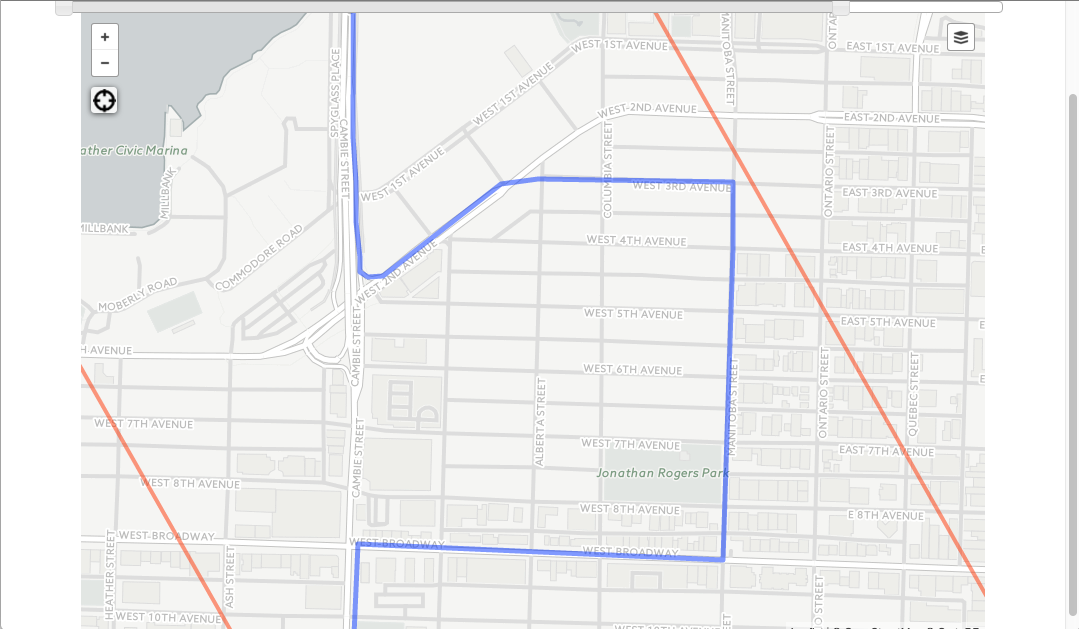 +
−
SPYGLASS PLACE
CAMBIE STREET
MANITOBA STREET
WEST 1ST AVENUE
EAST 1ST AVENUE
WEST 1ST AVENUE
WEST 2ND AVENUE
EAST 2ND AVENUE
ather Civic Marina
MILLBANK
WEST 1ST AVENUE
COLUMBIA STREET
ONTARIO STREET
WEST 3RD AVENUE
EAST 3RD AVENUE
MILLBANK
COMMODORE ROAD
WEST 2ND AVENUE
WEST 4TH AVENUE
EAST 4TH AVENUE
MOBERLY ROAD
WEST 5TH AVENUE
EAST 5TH AVENUE
H AVENUE
CAMBIE STREET
WEST 6TH AVENUE
ALBERTA STREET
MANITOBA STREET
ONTARIO STREET
QUEBEC STREET
WEST 7TH AVENUE
CAMBIE STREET
WEST 7TH AVENUE
EAST 7TH AVENUE
Jonathan Rogers Park
WEST 8TH AVENUE
WEST 8TH AVENUE
E 8TH AVENUE
WEST BROADWAY
WEST BROADWAY
WEST BROADWAY
HEATHER STREET
ASH STREET
WEST 10TH AVENUE